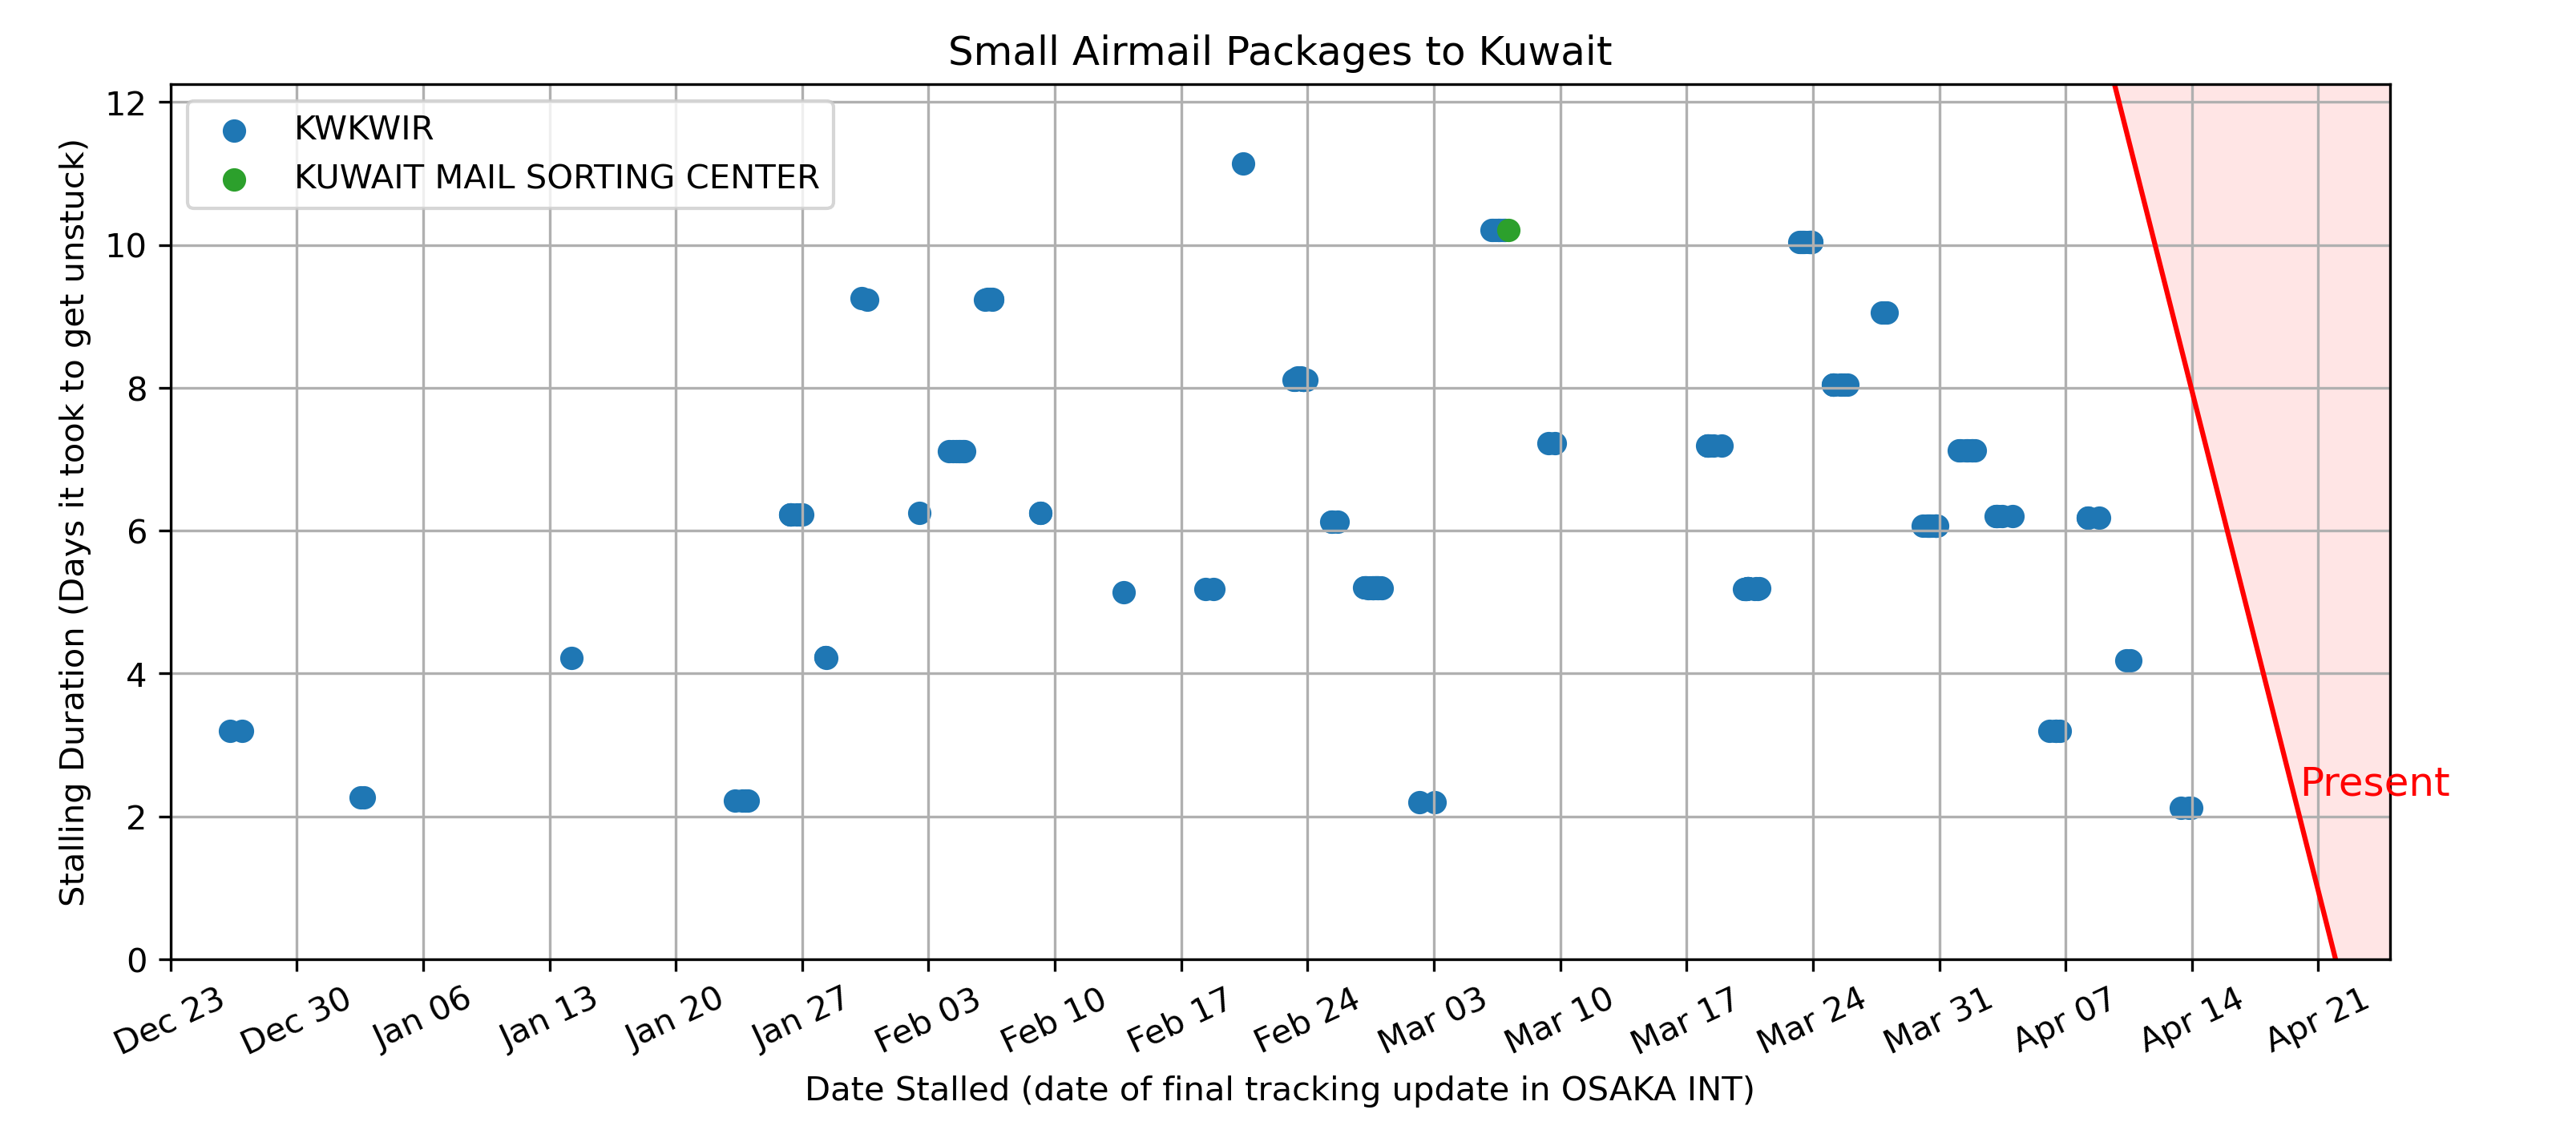 Small Airmail Packages to Kuwait
KWKWIR
KUWAIT MAIL SORTING CENTER
12
10
8
6
4
2
0
Stalling Duration (Days it took to get unstuck)
Present
Dec 23
Dec 30
Jan 06
Jan 13
Jan 20
Jan 27
Feb 03
Feb 10
Feb 17
Feb 24
Mar 03
Mar 10
Mar 17
Mar 24
Mar 31
Apr 07
Apr 14
Apr 21
Date Stalled (date of final tracking update in OSAKA INT)